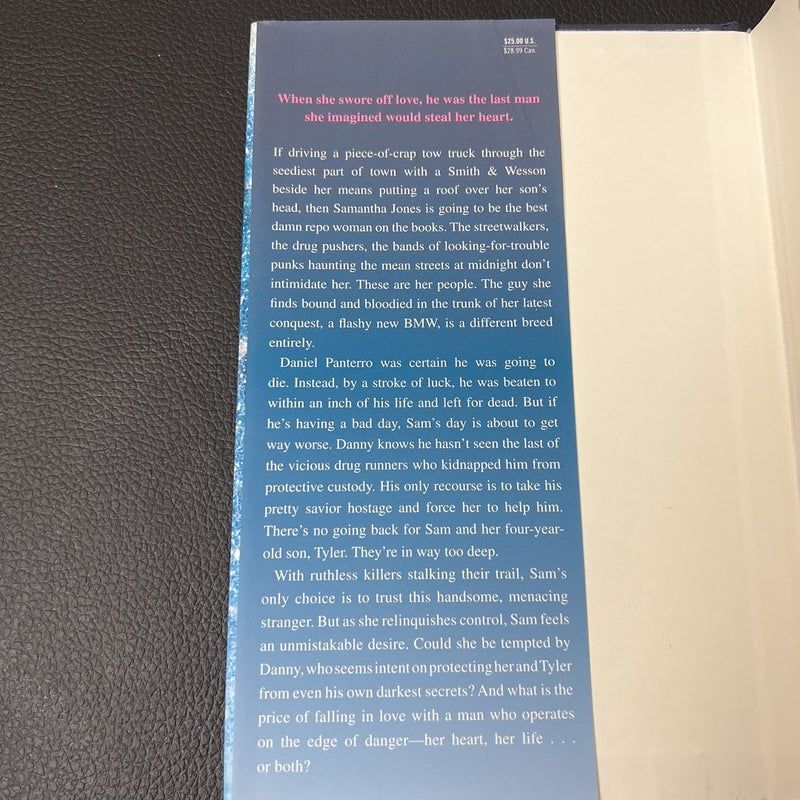 $25.00 U.S.
$28.99 Can.
When she swore off love, he was the last man
she imagined would steal her heart.
If driving a piece-of-crap tow truck through the
seediest part of town with a Smith & Wesson
beside her means putting a roof over her son's
head, then Samantha Jones is going to be the best
damn repo woman on the books. The streetwalkers,
the drug pushers, the bands of looking-for-trouble
punks haunting the mean streets at midnight don't
intimidate her. These are her people. The guy she
finds bound and bloodied in the trunk of her latest
conquest, a flashy new BMW, is a different breed
entirely.
Daniel Panterro was certain he was going to
die. Instead, by a stroke of luck, he was beaten to
within an inch of his life and left for dead. But if
he's having a bad day, Sam's day is about to get
way worse. Danny knows he hasn't seen the last of
the vicious drug runners who kidnapped him from
protective custody. His only recourse is to take his
pretty savior hostage and force her to help him.
There's no going back for Sam and her four-year-
old son, Tyler. They're in way too deep.
With ruthless killers stalking their trail, Sam's
only choice is to trust this handsome, menacing
stranger. But as she relinquishes control, Sam feels
an unmistakable desire. Could she be tempted by
Danny, who seems intent on protecting her and Tyler
from even his own darkest secrets? And what is the
price of falling in love with a man who operates
on the edge of danger—her heart, her life . . .
or both?